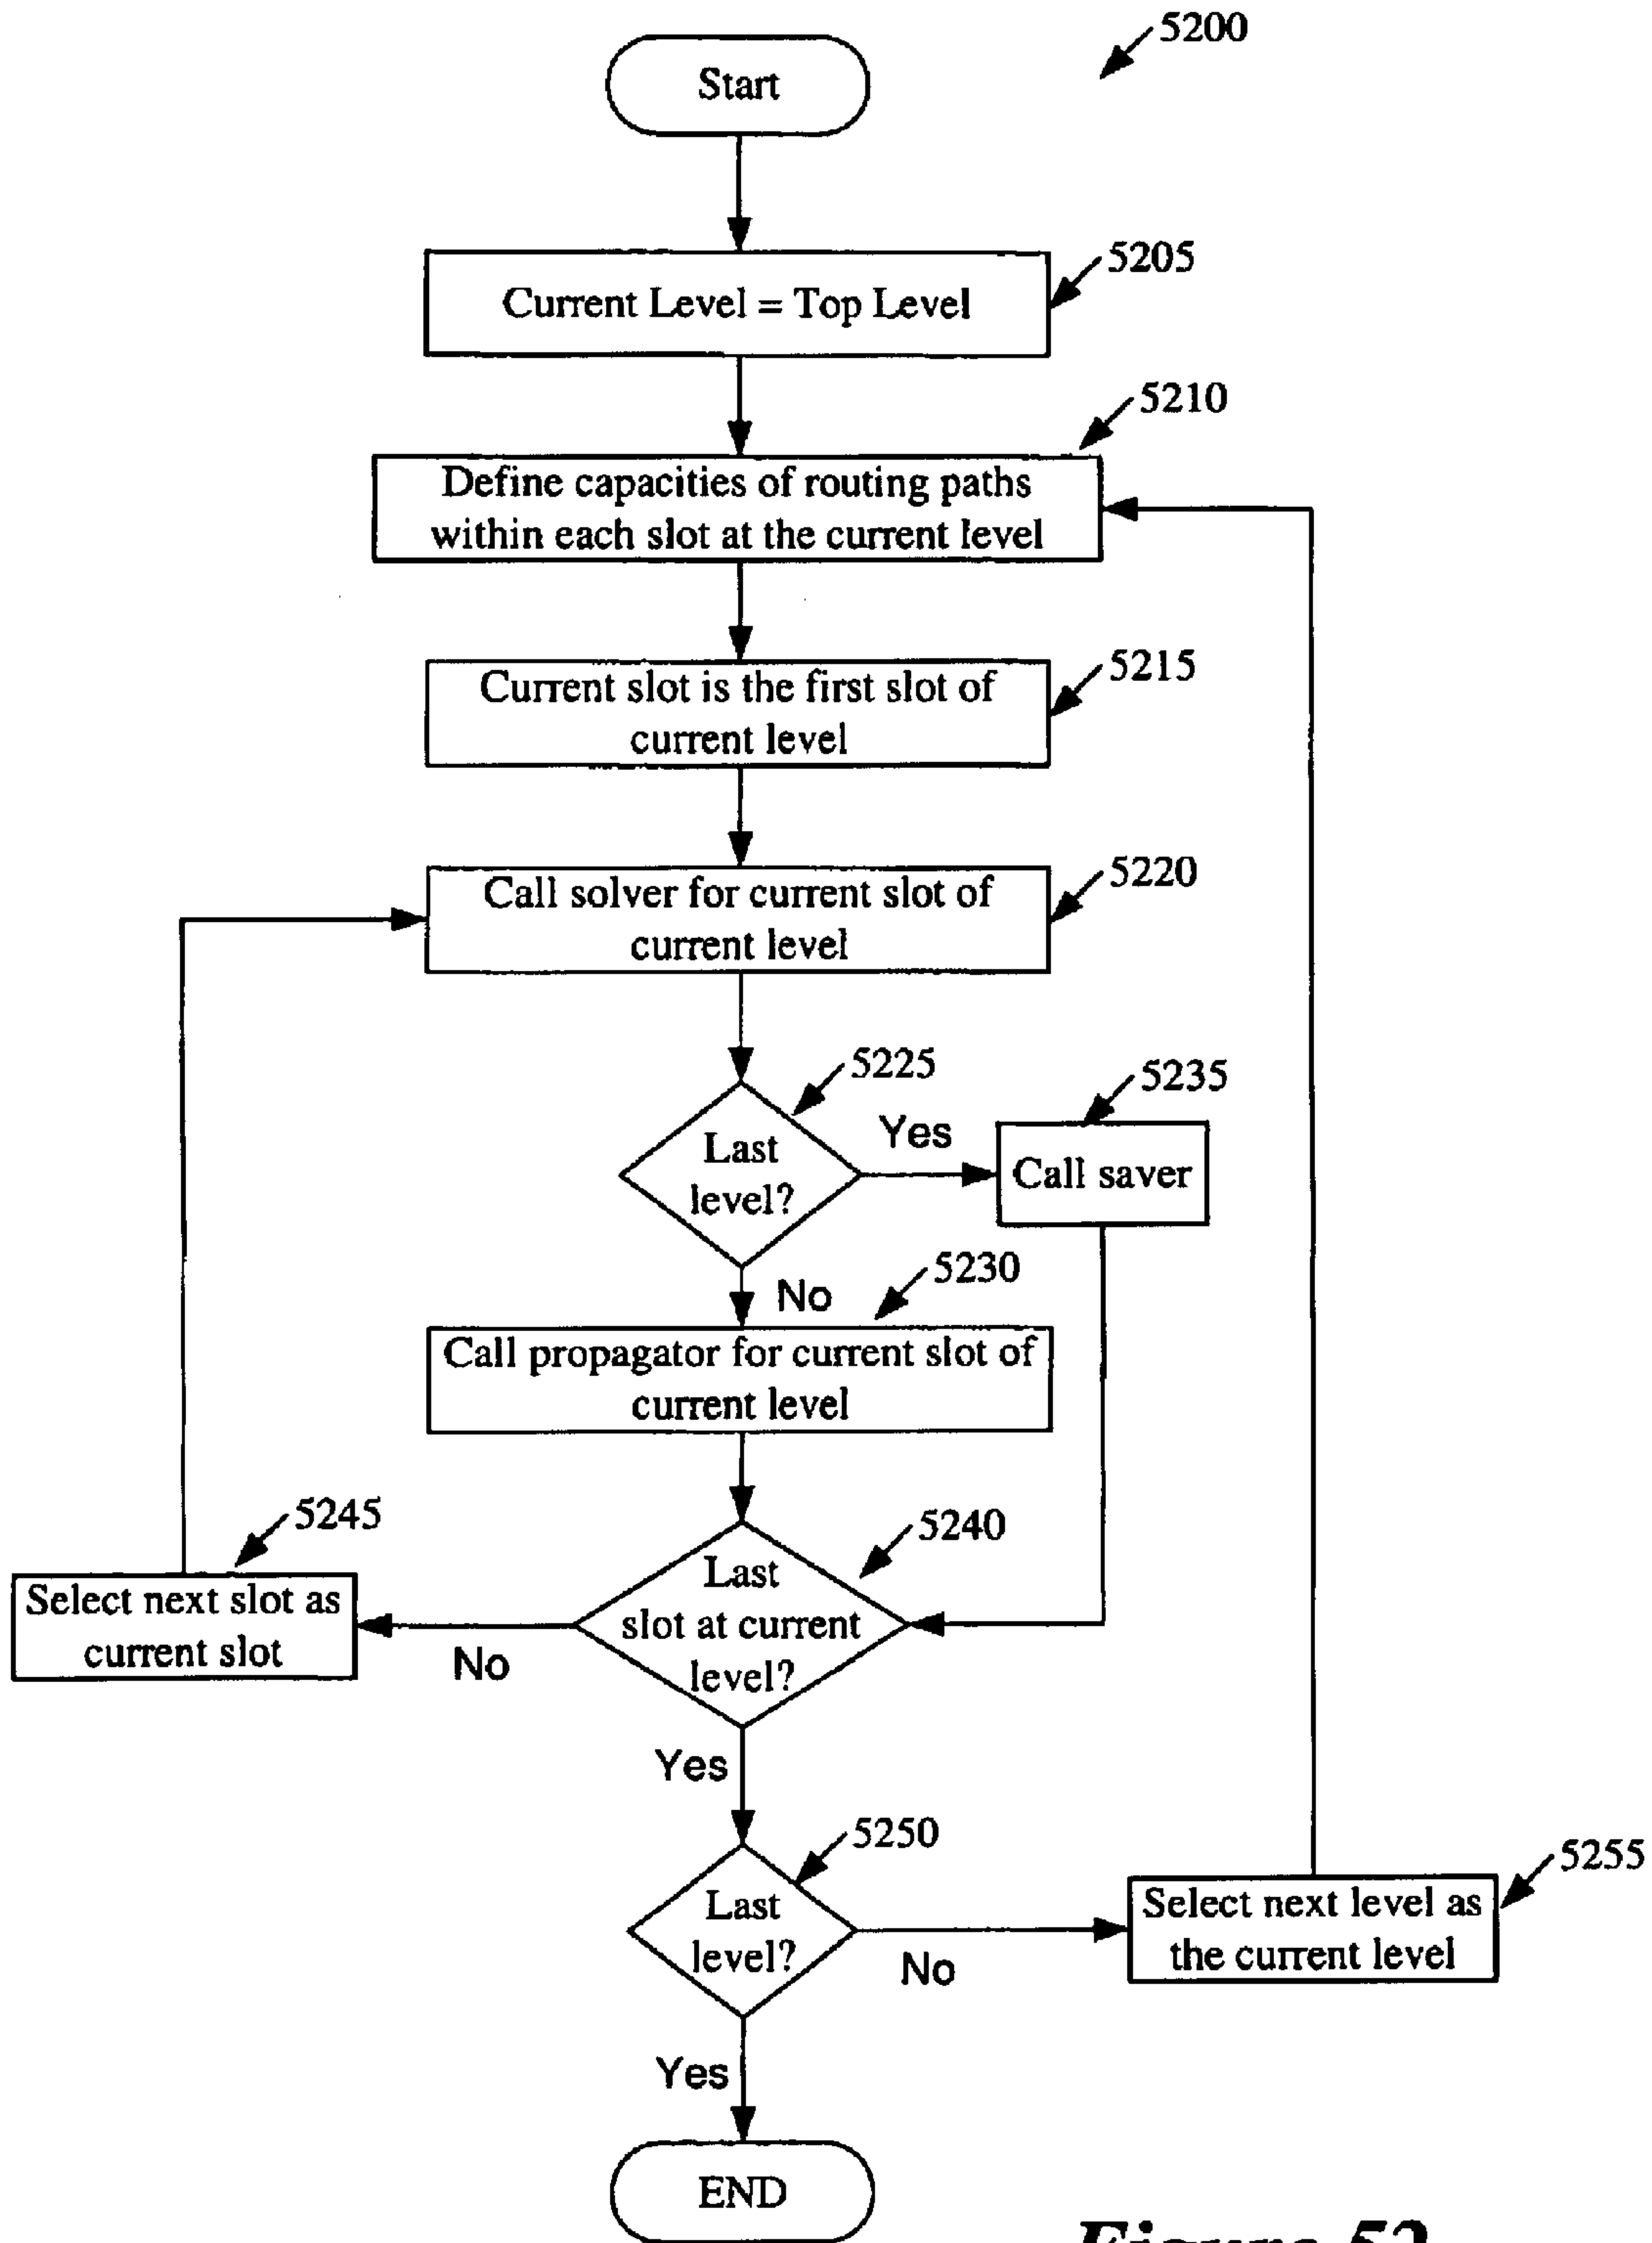 5200
Start
5205
Current Level = Top Level
5210
Define capacities of routing paths
within each slot at the current level
5215
Current slot is the first slot of
current level
5220
Call solver for current slot of
current level
5225
Last
level?
Yes
5235
Call saver
No
5230
Call propagator for current slot of
current level
5240
Last
slot at current
level?
No
5245
Select next slot as
current slot
Yes
5250
Last
level?
No
5255
Select next level as
the current level
Yes
END
Figure 52